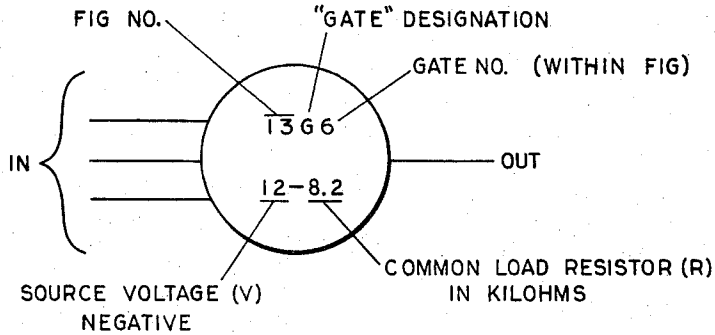 FIG NO. "GATE" DESIGNATION
GATE NO. (WITHIN FIG)
13G6
IN
OUT
12-8.2
COMMON LOAD RESISTOR (R)
IN KILOHMS
SOURCE VOLTAGE (V)
NEGATIVE